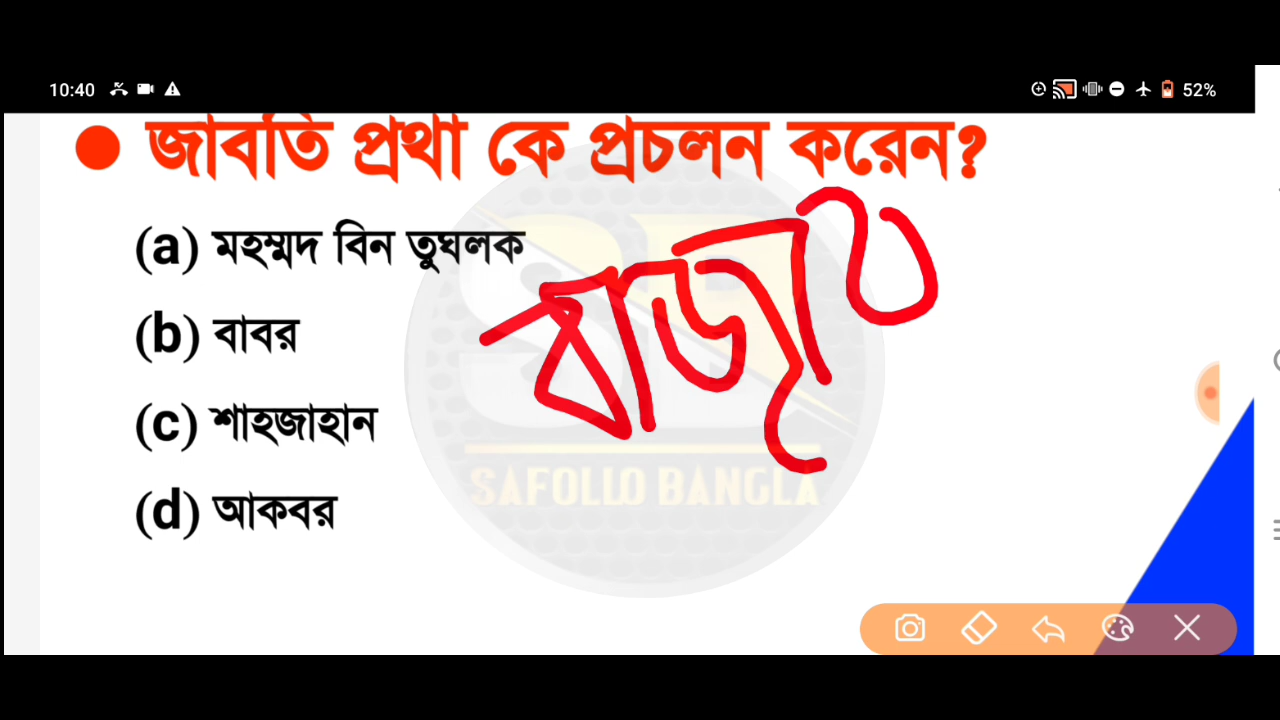 10:40 52%
জাবতি প্রথা কে প্রচলন করেন?
(a) মহম্মদ বিন তুঘলক
(b) বাবর
(c) শাহজাহান
(d) আকবর
SAFOLLO BANGLA